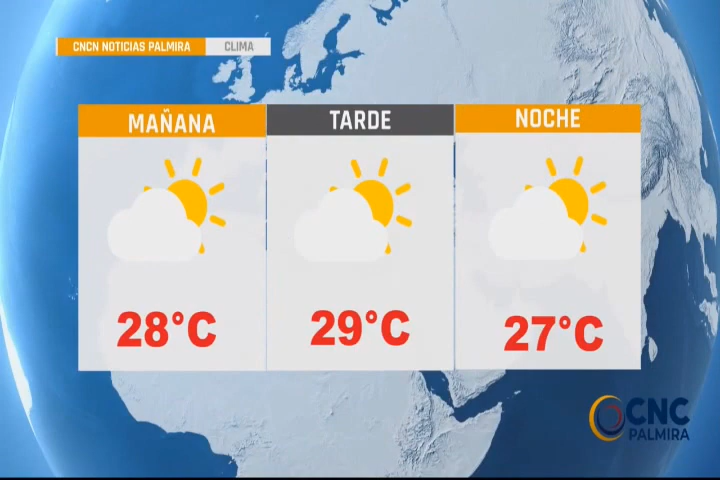 CNCN NOTICIAS PALMIRA CLIMA
MAÑANA TARDE NOCHE
28°C 29°C 27°C
CNC
PALMIRA